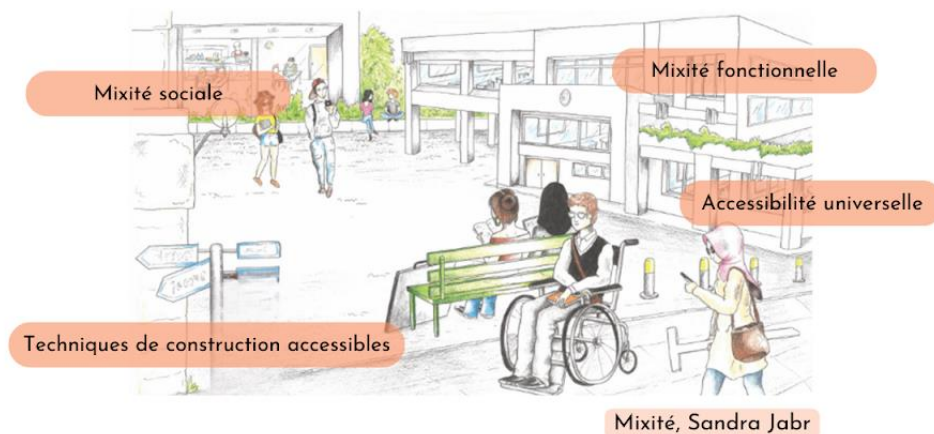 Mixité sociale
Mixité fonctionnelle
Accessibilité universelle
Techniques de construction accessibles
Mixité, Sandra Jabr